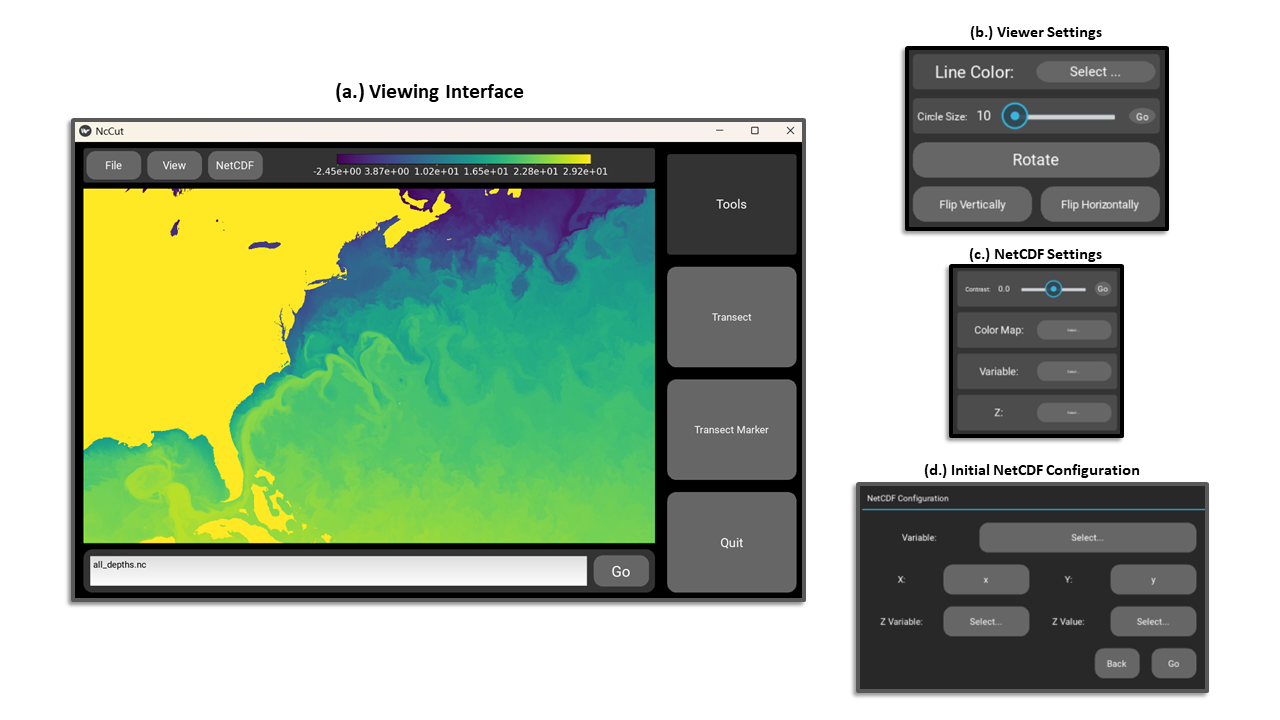 (a.) Viewing Interface
NcCut
File View NetCDF
-2.45e+00 3.87e+00 1.02e+01 1.65e+01 2.28e+01 2.92e+01
Tools
Transect
Transect Marker
Quit
all_depths.nc
Go
(b.) Viewer Settings
Line Color: Select ...
Circle Size: 10 Go
Rotate
Flip Vertically Flip Horizontally
(c.) NetCDF Settings
Contrast: 0.0 Go
Color Map:
Variable:
Z:
(d.) Initial NetCDF Configuration
NetCDF Configuration
Variable: Select...
X: x Y: y
Z Variable: Select... Z Value: Select...
Back Go